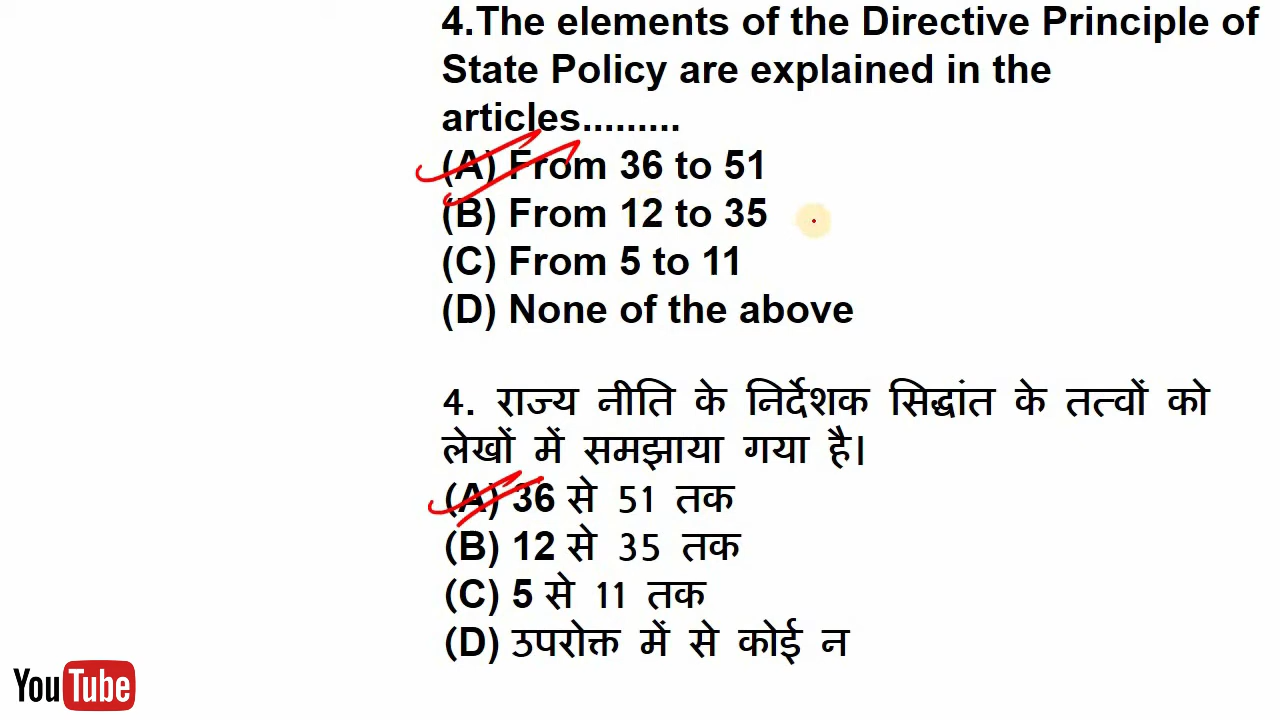 4.The elements of the Directive Principle of
State Policy are explained in the
articles.........
(A) From 36 to 51
(B) From 12 to 35
(C) From 5 to 11
(D) None of the above
4. राज्य नीति के निर्देशक सिद्धांत के तत्वों को
लेखों में समझाया गया है।
(A) 36 से 51 तक
(B) 12 से 35 तक
(C) 5 से 11 तक
(D) उपरोक्त में से कोई न
YouTube